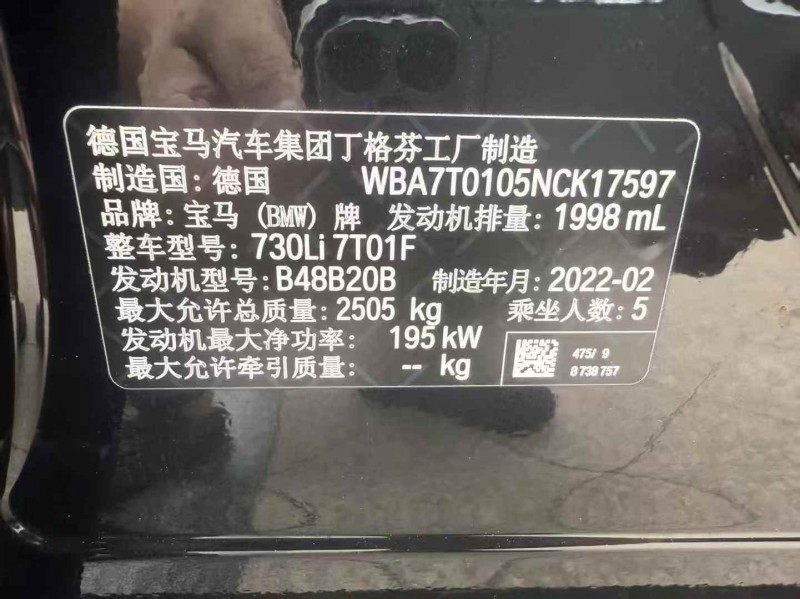 德国宝马汽车集团丁格芬工厂制造
制造国：德国 WBA7T0105NCK17597
品牌：宝马 (BMW) 牌 发动机排量：1998 mL
整车型号：730Li 7T01F
发动机型号：B48B20B 制造年月：2022-02
最大允许总质量：2505 kg 乘坐人数：5
发动机最大净功率：195 kW
最大允许牵引质量：-- kg
475/ 9
8 738 757